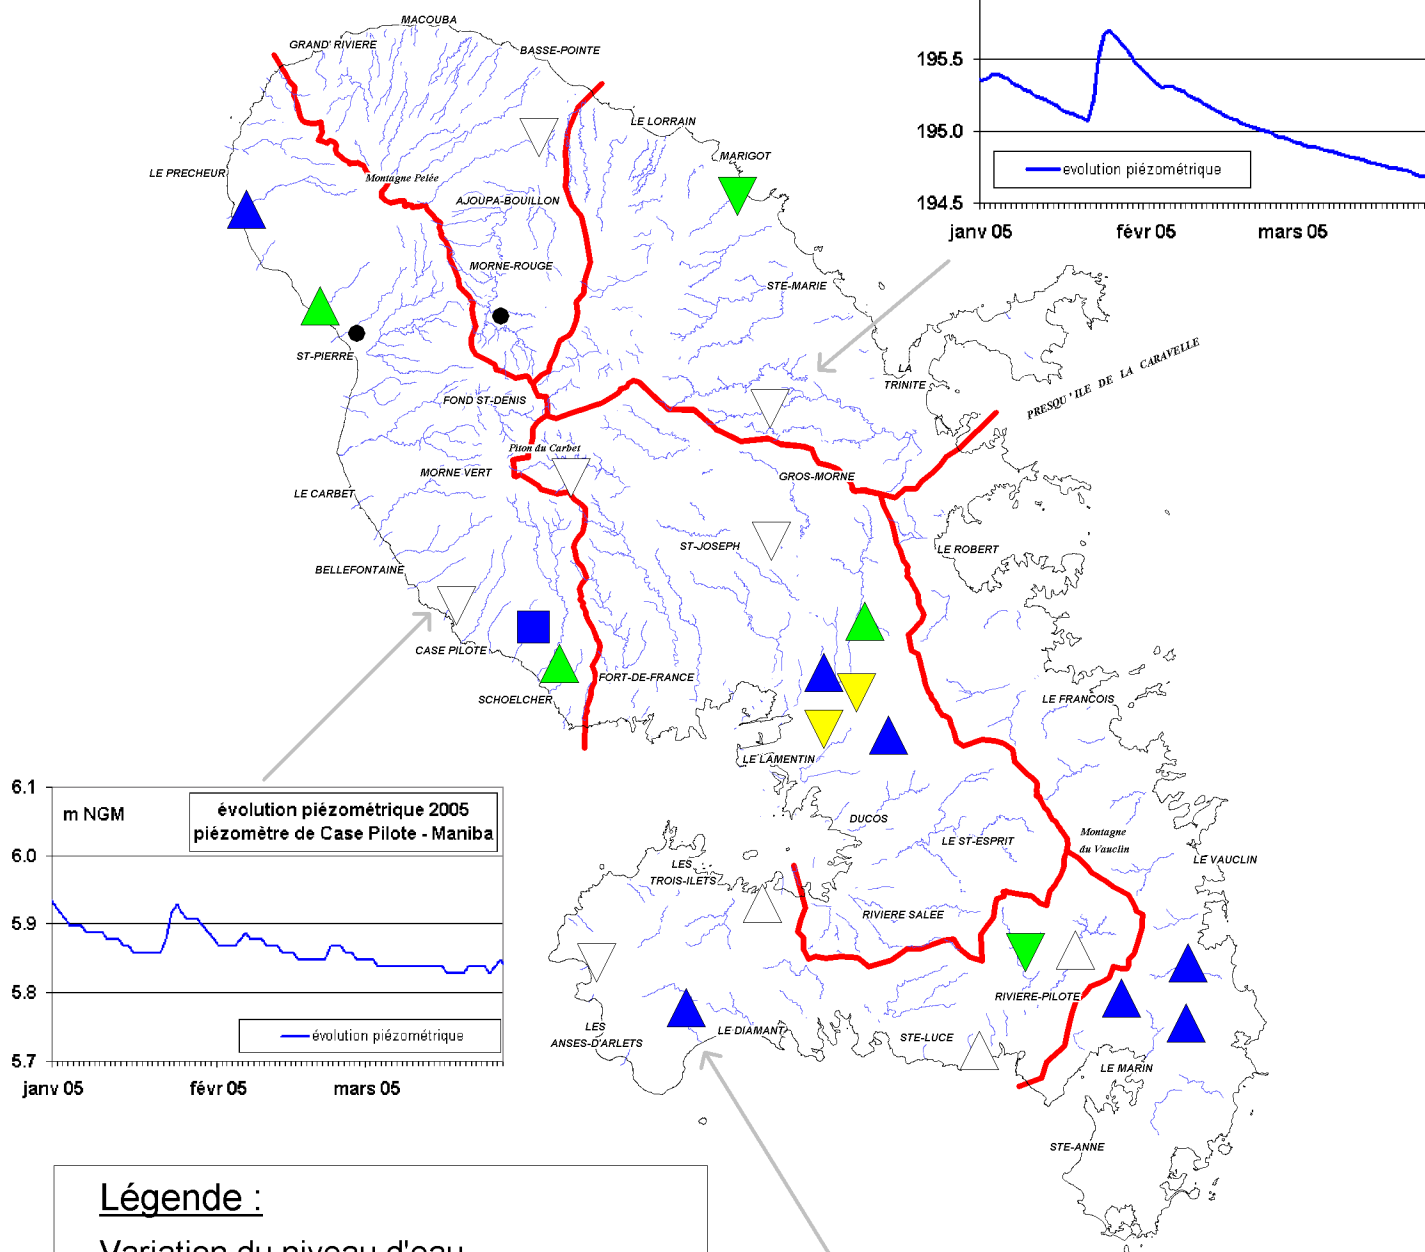 MACOUBA
GRAND' RIVIERE
BASSE-POINTE
LE LORRAIN
MARIGOT
LE PRECHEUR
Montagne Pelée
AJOUPA-BOUILLON
MORNE-ROUGE
STE-MARIE
ST-PIERRE
LA
TRINITE
PRESQU'ILE DE LA CARAVELLE
FOND ST-DENIS
Piton du Carbet
MORNE VERT
GROS-MORNE
LE CARBET
ST-JOSEPH
LE ROBERT
BELLEFONTAINE
CASE PILOTE
SCHOELCHER
FORT-DE-FRANCE
LE FRANCOIS
LE LAMENTIN
DUCOS
LE ST-ESPRIT
Montagne
du Vauclin
LE VAUCLIN
LES
TROIS-ILETS
RIVIERE SALEE
RIVIERE-PILOTE
LES
ANSES-D'ARLETS
LE DIAMANT
STE-LUCE
LE MARIN
STE-ANNE
195.5
195.0
194.5
evolution piézométrique
janv 05
févr 05
mars 05
6.1
6.0
5.9
5.8
5.7
m NGM
évolution piézométrique 2005
piézomètre de Case Pilote - Maniba
évolution piézométrique
janv 05
févr 05
mars 05
Légende :
Variation du niveau d'eau